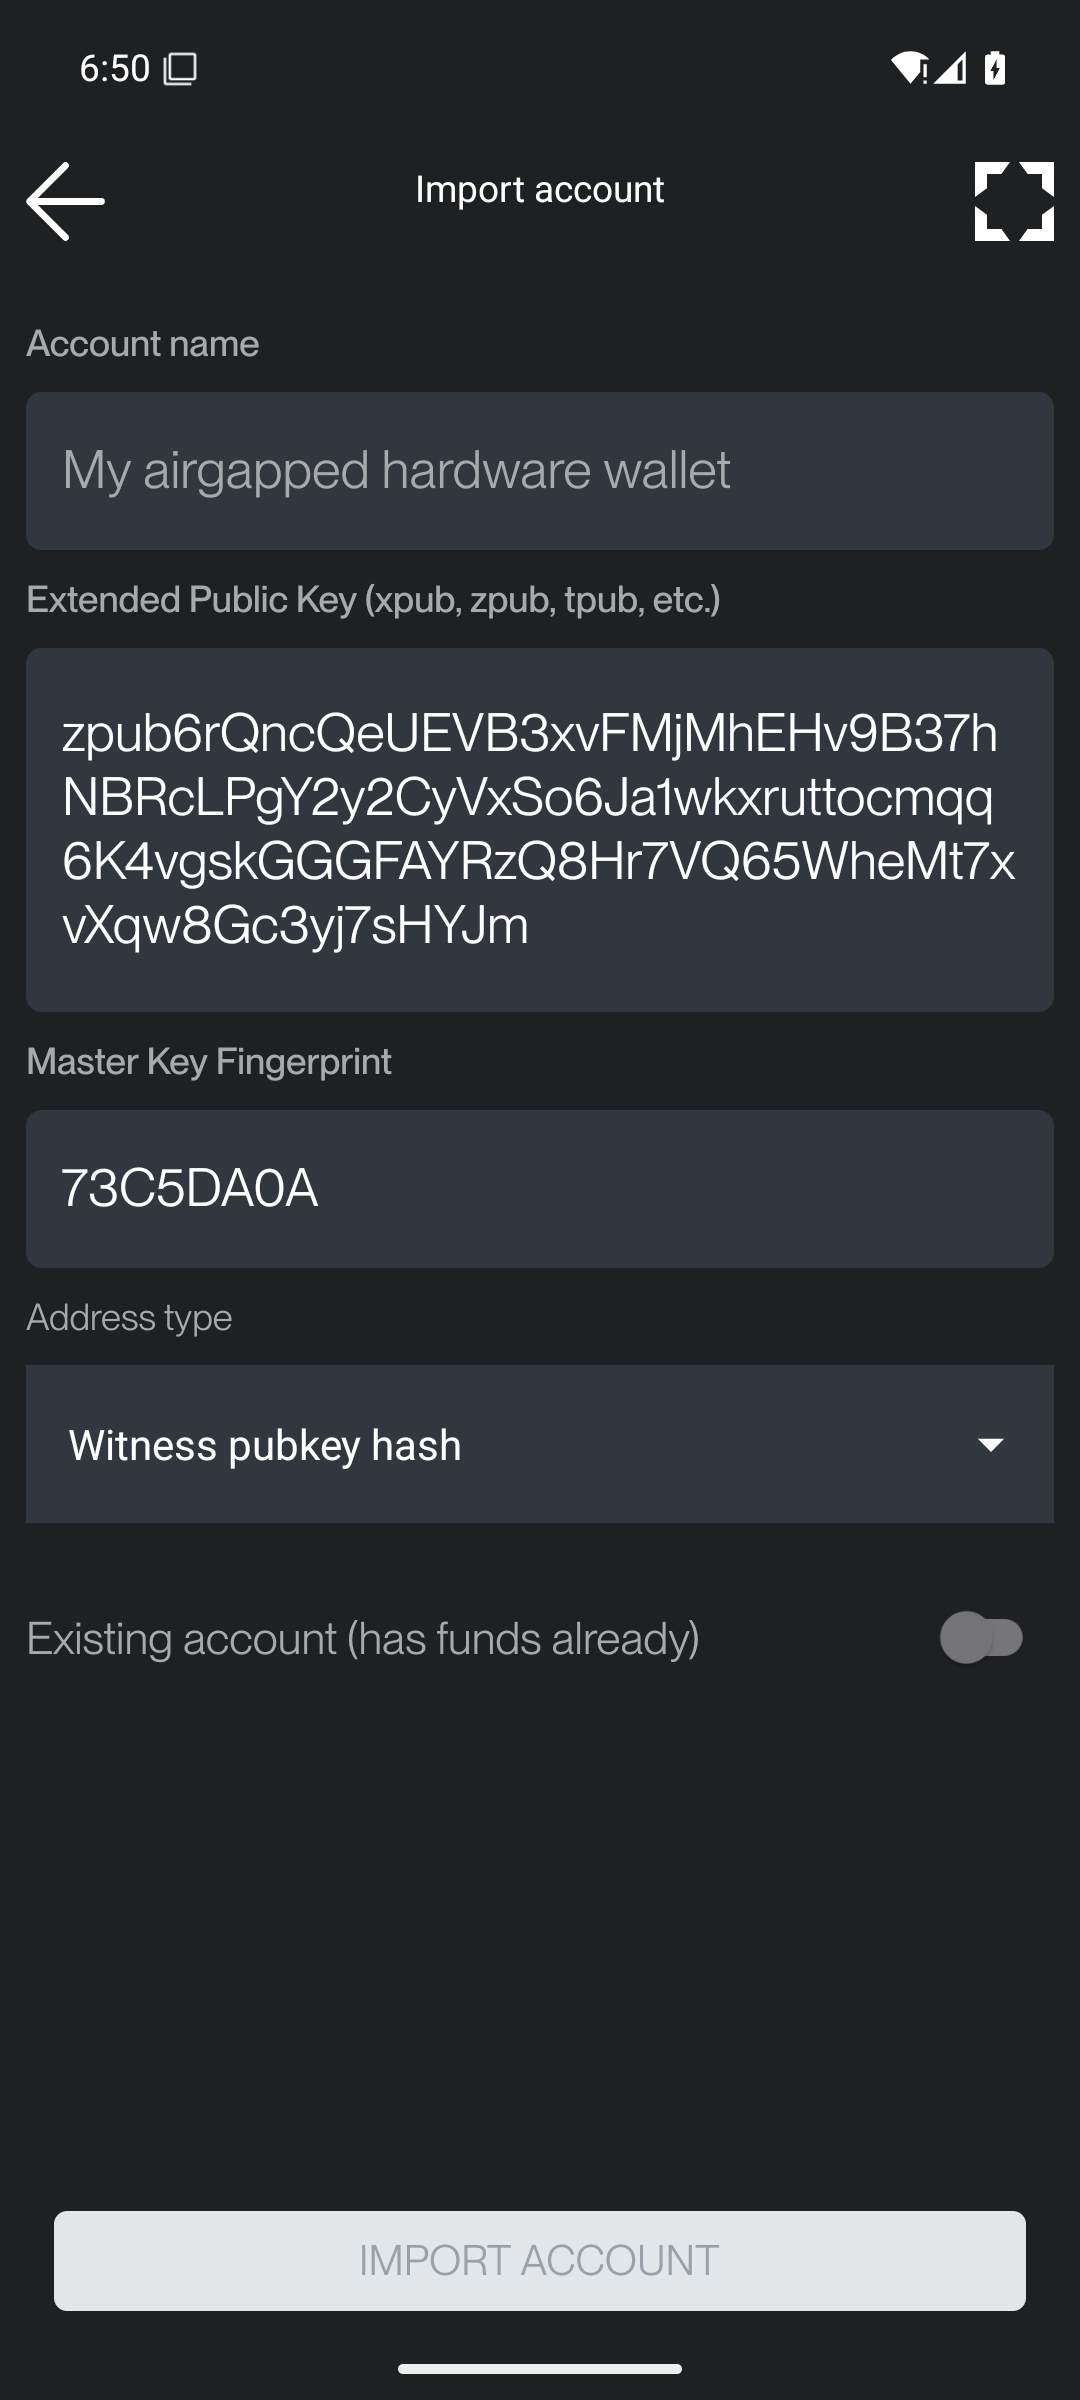 6:50
Import account
Account name
My airgapped hardware wallet
Extended Public Key (xpub, zpub, tpub, etc.)
zpub6rQncQeUEVB3xvFMjMhEHv9B37h
NBRcLPgY2y2CyVxSo6Ja1wkxruttocmqq
6K4vgskGGGFAYRzQ8Hr7VQ65WheMt7x
vXqw8Gc3yj7sHYJm
Master Key Fingerprint
73C5DA0A
Address type
Witness pubkey hash
Existing account (has funds already)
IMPORT ACCOUNT